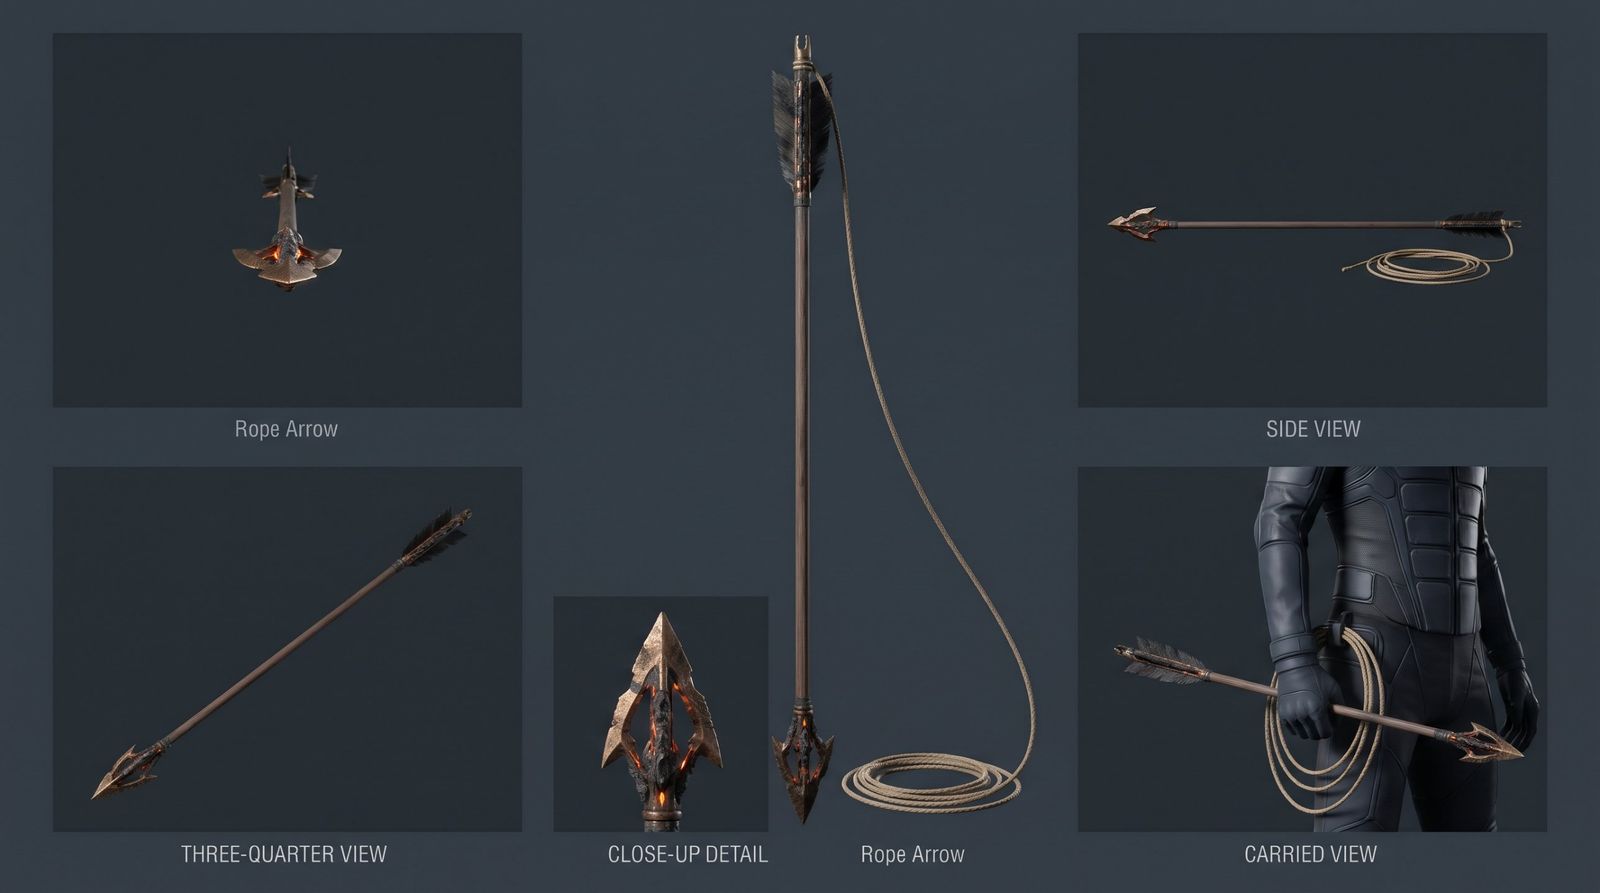 Rope Arrow
SIDE VIEW
THREE-QUARTER VIEW
CLOSE-UP DETAIL
Rope Arrow
CARRIED VIEW